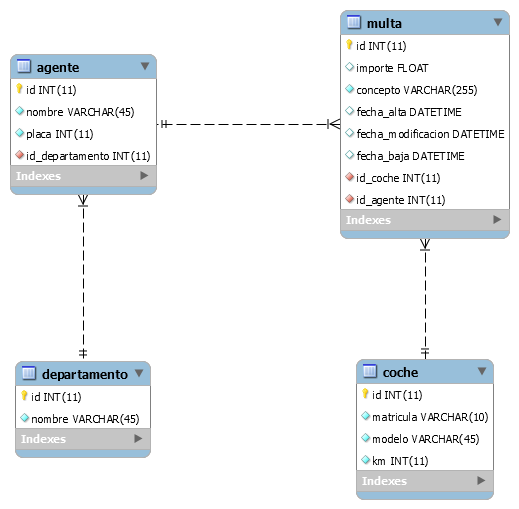 agente
id INT(11)
nombre VARCHAR(45)
placa INT(11)
id_departamento INT(11)
Indexes
multa
id INT(11)
importe FLOAT
concepto VARCHAR(255)
fecha_alta DATETIME
fecha_modificacion DATETIME
fecha_baja DATETIME
id_coche INT(11)
id_agente INT(11)
Indexes
departamento
id INT(11)
nombre VARCHAR(45)
Indexes
coche
id INT(11)
matricula VARCHAR(10)
modelo VARCHAR(45)
km INT(11)
Indexes